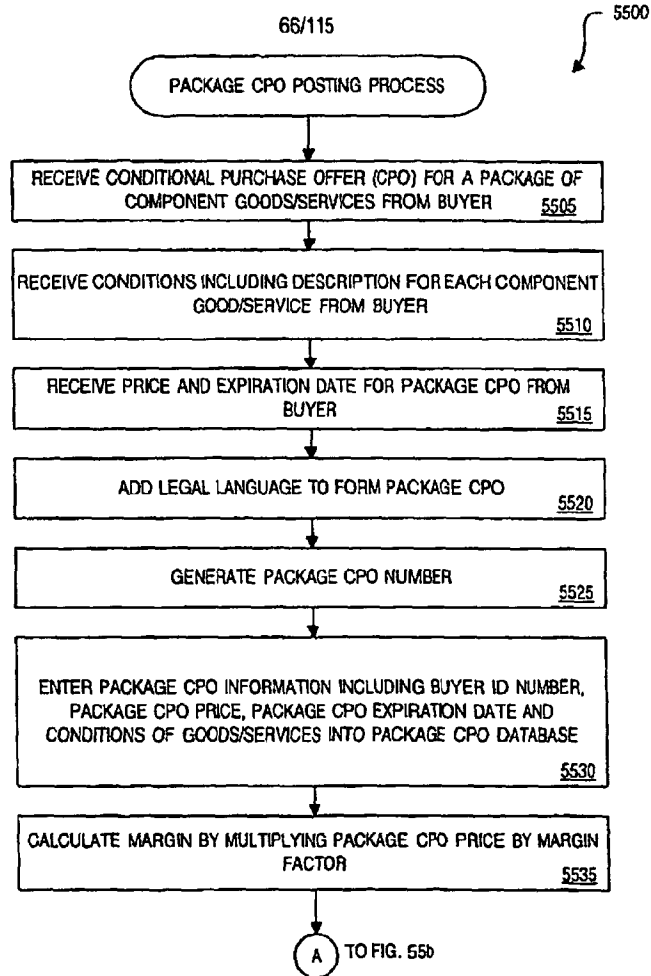 66/115
5500
PACKAGE CPO POSTING PROCESS
RECEIVE CONDITIONAL PURCHASE OFFER (CPO) FOR A PACKAGE OF
COMPONENT GOODS/SERVICES FROM BUYER
5505
RECEIVE CONDITIONS INCLUDING DESCRIPTION FOR EACH COMPONENT
GOOD/SERVICE FROM BUYER
5510
RECEIVE PRICE AND EXPIRATION DATE FOR PACKAGE CPO FROM
BUYER
5515
ADD LEGAL LANGUAGE TO FORM PACKAGE CPO
5520
GENERATE PACKAGE CPO NUMBER
5525
ENTER PACKAGE CPO INFORMATION INCLUDING BUYER ID NUMBER,
PACKAGE CPO PRICE, PACKAGE CPO EXPIRATION DATE AND
CONDITIONS OF GOODS/SERVICES INTO PACKAGE CPO DATABASE
5530
CALCULATE MARGIN BY MULTIPLYING PACKAGE CPO PRICE BY MARGIN
FACTOR
5535
A TO FIG. 55b